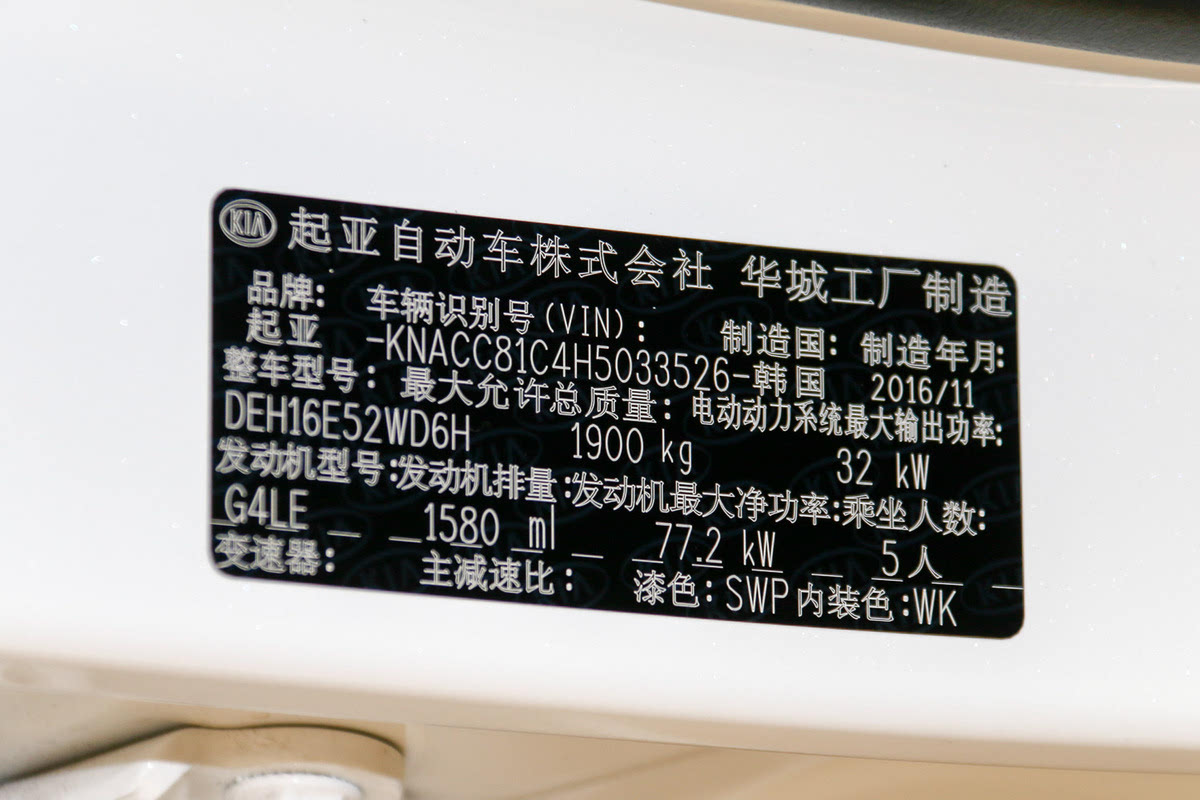 KIA 起亚自动车株式会社 华城工厂制造
品牌: 车辆识别号(VIN): 制造国: 制造年月:
起亚 -KNACC81C4H5033526- 韩国 2016/11
整车型号: 最大允许总质量: 电动动力系统最大输出功率:
DEH16E52WD6H 1900 kg 32 kW
发动机型号: 发动机排量: 发动机最大净功率: 乘坐人数:
G4LE 1580 ml 77.2 kW 5人
变速器: 主减速比: 漆色: SWP 内装色: WK